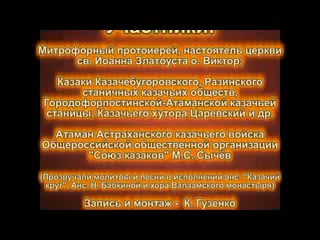 Участники:
Митрофорный протоиерей, настоятель церкви
св. Иоанна Златоуста о. Виктор;
Казаки Казачебугоровского, Разинского
станичных казачьих обществ,
Городофорпостинской-Атаманской казачьей
станицы; Казачьего хутора Царевский и др.
Атаман Астраханского казачьего войска
Общероссийской общественной организации
"Союз казаков" М.С. Сычёв
(Прозвучали молитвы и песни в исполнении анс. "Казачий
круг". Анс. Н. Бабкиной и хора Валаамского монастыря)
Запись и монтаж - К. Гузенко